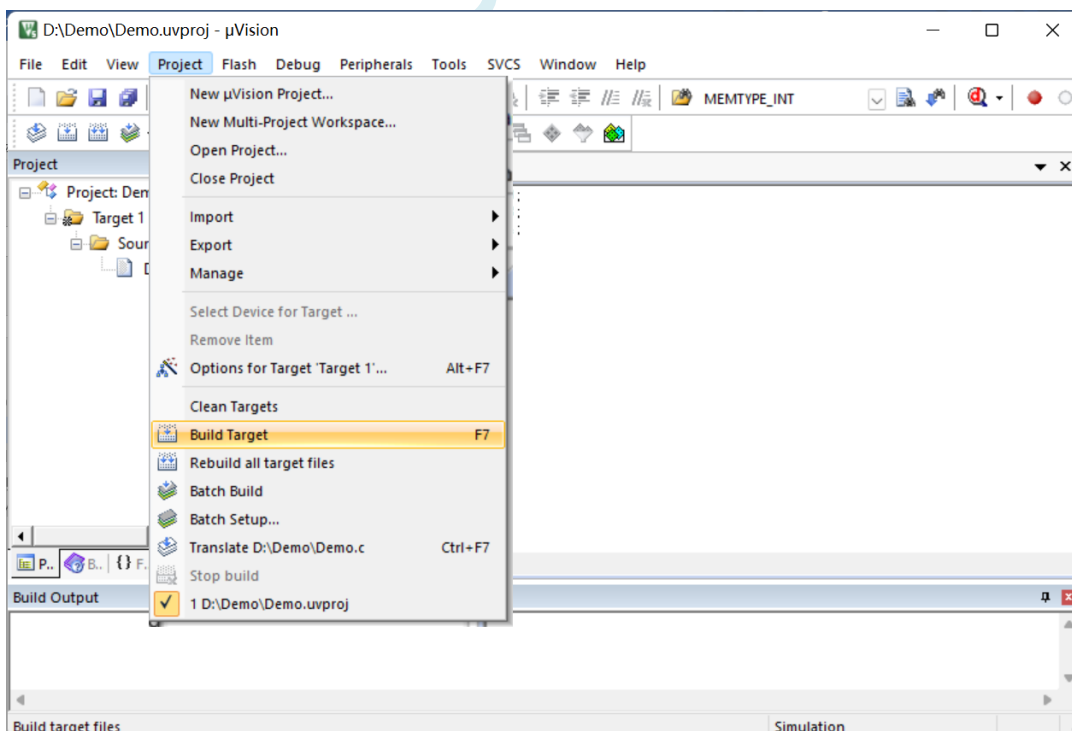 D:\Demo\Demo.uvproj - µVision
File Edit View Project Flash Debug Peripherals Tools SVCS Window Help
MEMTYPE_INT
New µVision Project...
New Multi-Project Workspace...
Open Project...
Close Project
Import
Export
Manage
Select Device for Target ...
Remove Item
Options for Target 'Target 1'... Alt+F7
Clean Targets
Build Target F7
Rebuild all target files
Batch Build
Batch Setup...
Translate D:\Demo\Demo.c Ctrl+F7
Stop build
1 D:\Demo\Demo.uvproj
Project
Project: Dem
Target 1
Sour
D
P.. B.. {} F.
Build Output
Build target files Simulation